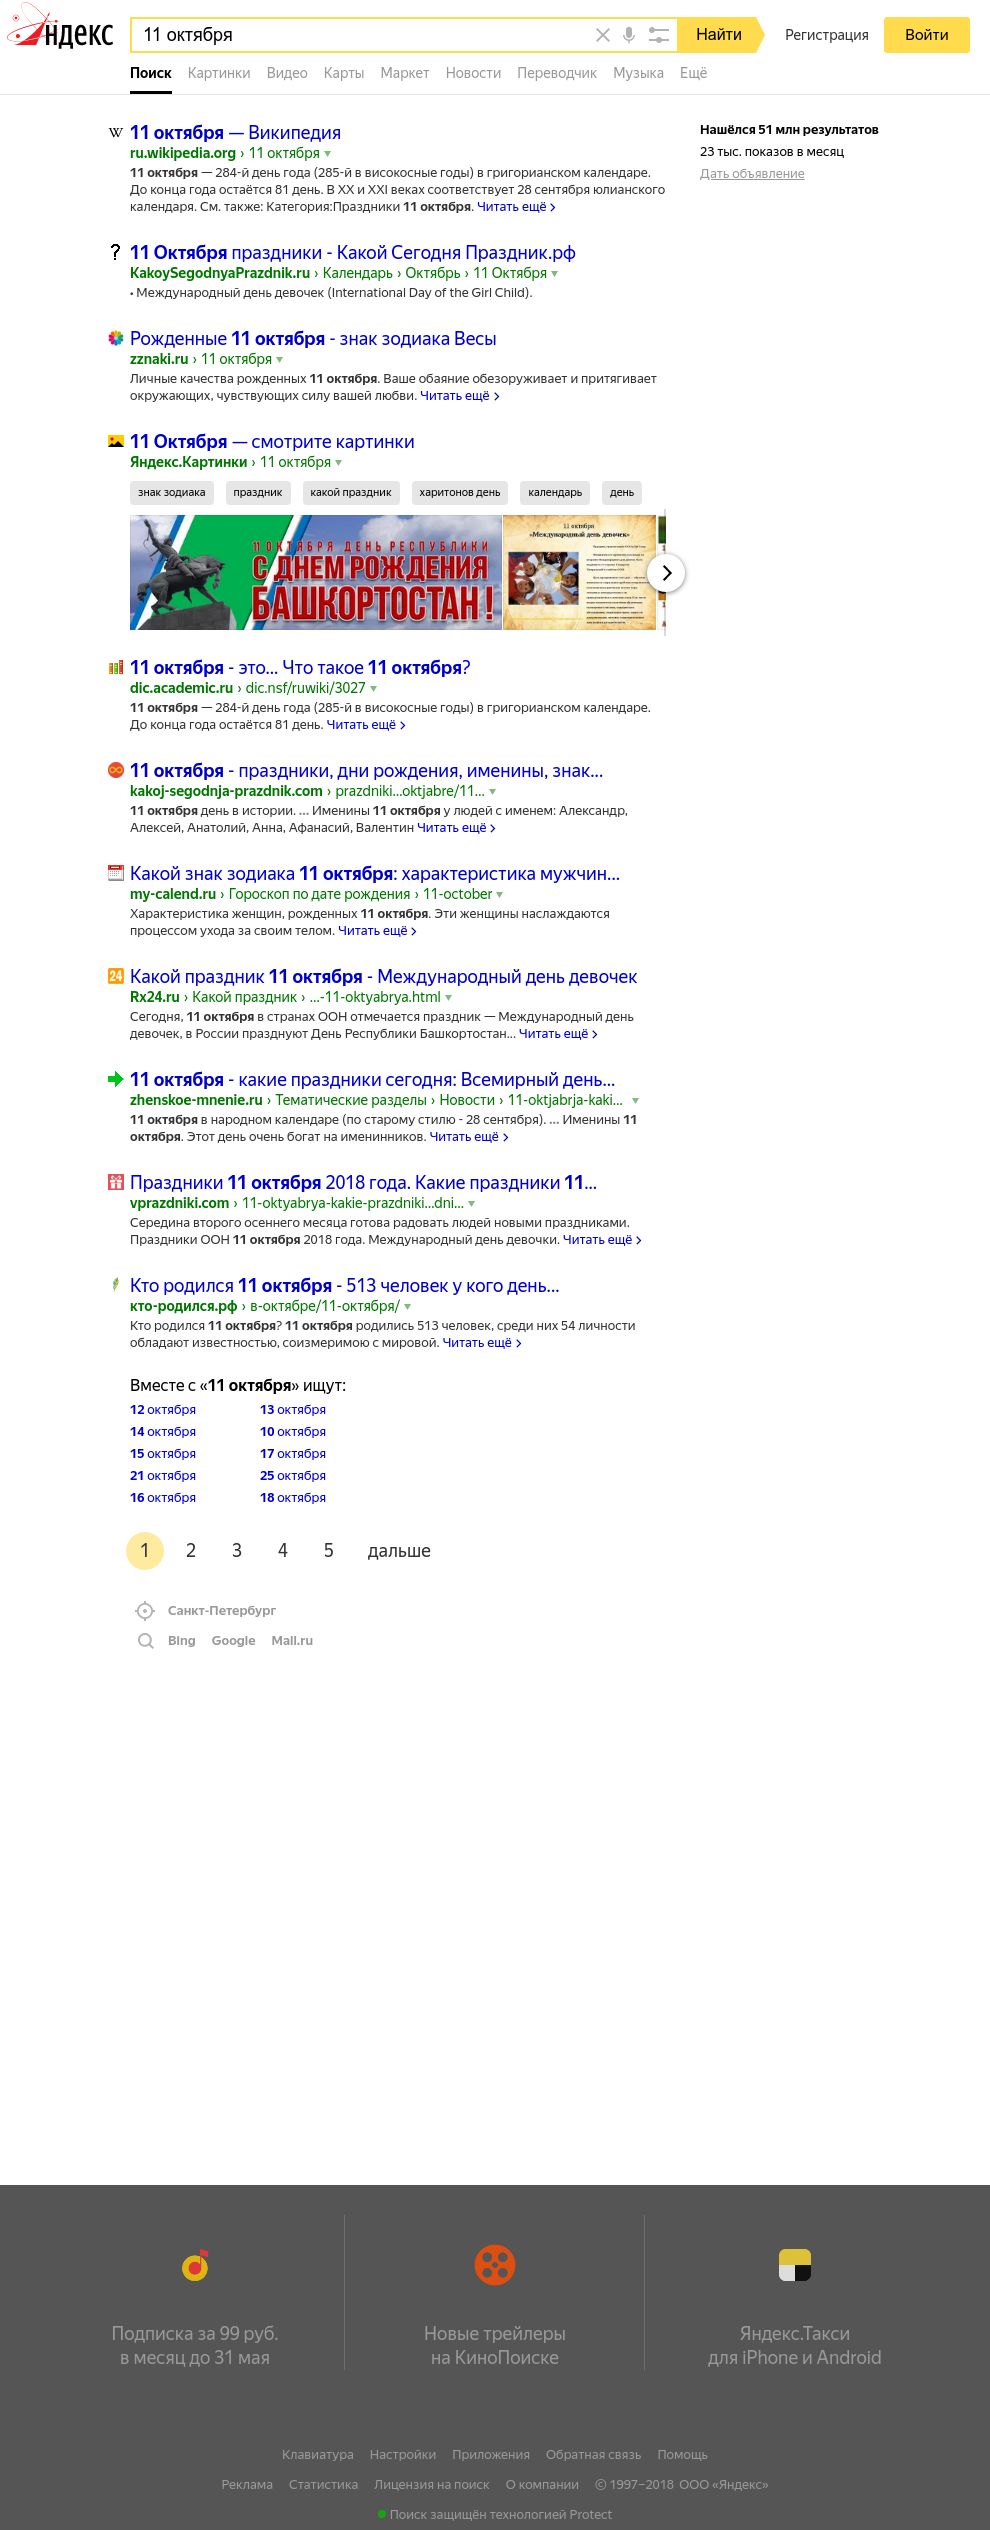 Яндекс
11 октября
Найти
Регистрация
Войти
Поиск Картинки Видео Карты Маркет Новости Переводчик Музыка Ещё
Нашёлся 51 млн результатов
23 тыс. показов в месяц
Дать объявление
11 октября — Википедия
ru.wikipedia.org › 11 октября
11 октября — 284-й день года (285-й в високосные годы) в григорианском календаре.
До конца года остаётся 81 день. В XX и XXI веках соответствует 28 сентября юлианского
календаря. См. также: Категория:Праздники 11 октября. Читать ещё
11 Октября праздники - Какой Сегодня Праздник.рф
KakoySegodnyaPrazdnik.ru › Календарь › Октябрь › 11 Октября
• Международный день девочек (International Day of the Girl Child).
Рожденные 11 октября - знак зодиака Весы
zznaki.ru › 11 октября
Личные качества рожденных 11 октября. Ваше обаяние обезоруживает и притягивает
окружающих, чувствующих силу вашей любви. Читать ещё
11 Октября — смотрите картинки
Яндекс.Картинки › 11 октября
знак зодиака праздник какой праздник харитонов день календарь день
11 ОКТЯБРЯ ДЕНЬ РЕСПУБЛИКИ
С ДНЕМ РОЖДЕНИЯ
БАШКОРТОСТАН!
11 октября
«Международный день девочек»
11 октября - это... Что такое 11 октября?
dic.academic.ru › dic.nsf/ruwiki/3027
11 октября — 284-й день года (285-й в високосные годы) в григорианском календаре.
До конца года остаётся 81 день. Читать ещё
11 октября - праздники, дни рождения, именины, знак...
kakoj-segodnja-prazdnik.com › prazdniki...oktjabre/11...
11 октября день в истории. ... Именины 11 октября у людей с именем: Александр,
Алексей, Анатолий, Анна, Афанасий, Валентин Читать ещё
Какой знак зодиака 11 октября: характеристика мужчин...
my-calend.ru › Гороскоп по дате рождения › 11-october
Характеристика женщин, рожденных 11 октября. Эти женщины наслаждаются
процессом ухода за своим телом. Читать ещё
24
Какой праздник 11 октября - Международный день девочек
Rx24.ru › Какой праздник › ...-11-oktyabrya.html
Сегодня, 11 октября в странах ООН отмечается праздник — Международный день
девочек, в России празднуют День Республики Башкортостан... Читать ещё
11 октября - какие праздники сегодня: Всемирный день...
zhenskoe-mnenie.ru › Тематические разделы › Новости › 11-oktjabrja-kaki...
11 октября в народном календаре (по старому стилю - 28 сентября). ... Именины 11
октября. Этот день очень богат на именинников. Читать ещё
Праздники 11 октября 2018 года. Какие праздники 11...
vprazdniki.com › 11-oktyabrya-kakie-prazdniki...dni...
Середина второго осеннего месяца готова радовать людей новыми праздниками.
Праздники ООН 11 октября 2018 года. Международный день девочки. Читать ещё
Кто родился 11 октября - 513 человек у кого день...
кто-родился.рф › в-октябре/11-октября/
Кто родился 11 октября? 11 октября родились 513 человек, среди них 54 личности
обладают известностью, соизмеримою с мировой. Читать ещё
Вместе с «11 октября» ищут:
12 октября 13 октября
14 октября 10 октября
15 октября 17 октября
21 октября 25 октября
16 октября 18 октября
1 2 3 4 5 дальше
Санкт-Петербург
Bing Google Mail.ru
Подписка за 99 руб.
в месяц до 31 мая
Новые трейлеры
на КиноПоиске
Яндекс.Такси
для iPhone и Android
Клавиатура Настройки Приложения Обратная связь Помощь
Реклама Статистика Лицензия на поиск О компании © 1997–2018 ООО «Яндекс»
Поиск защищён технологией Protect